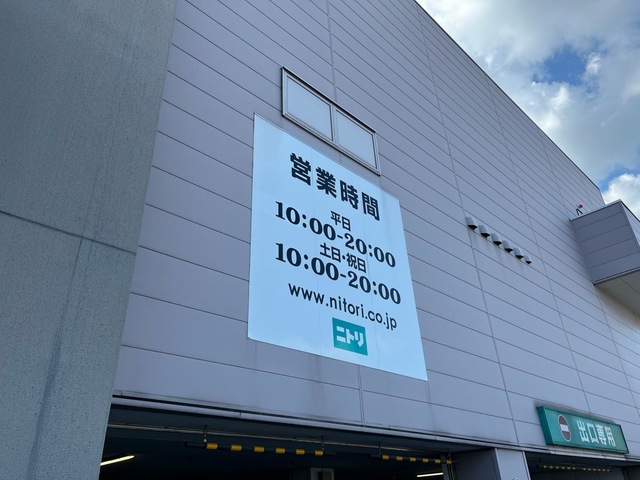 営業時間
平日
10:00-20:00
土日・祝日
10:00-20:00
www.nitori.co.jp
ニトリ
出口専用